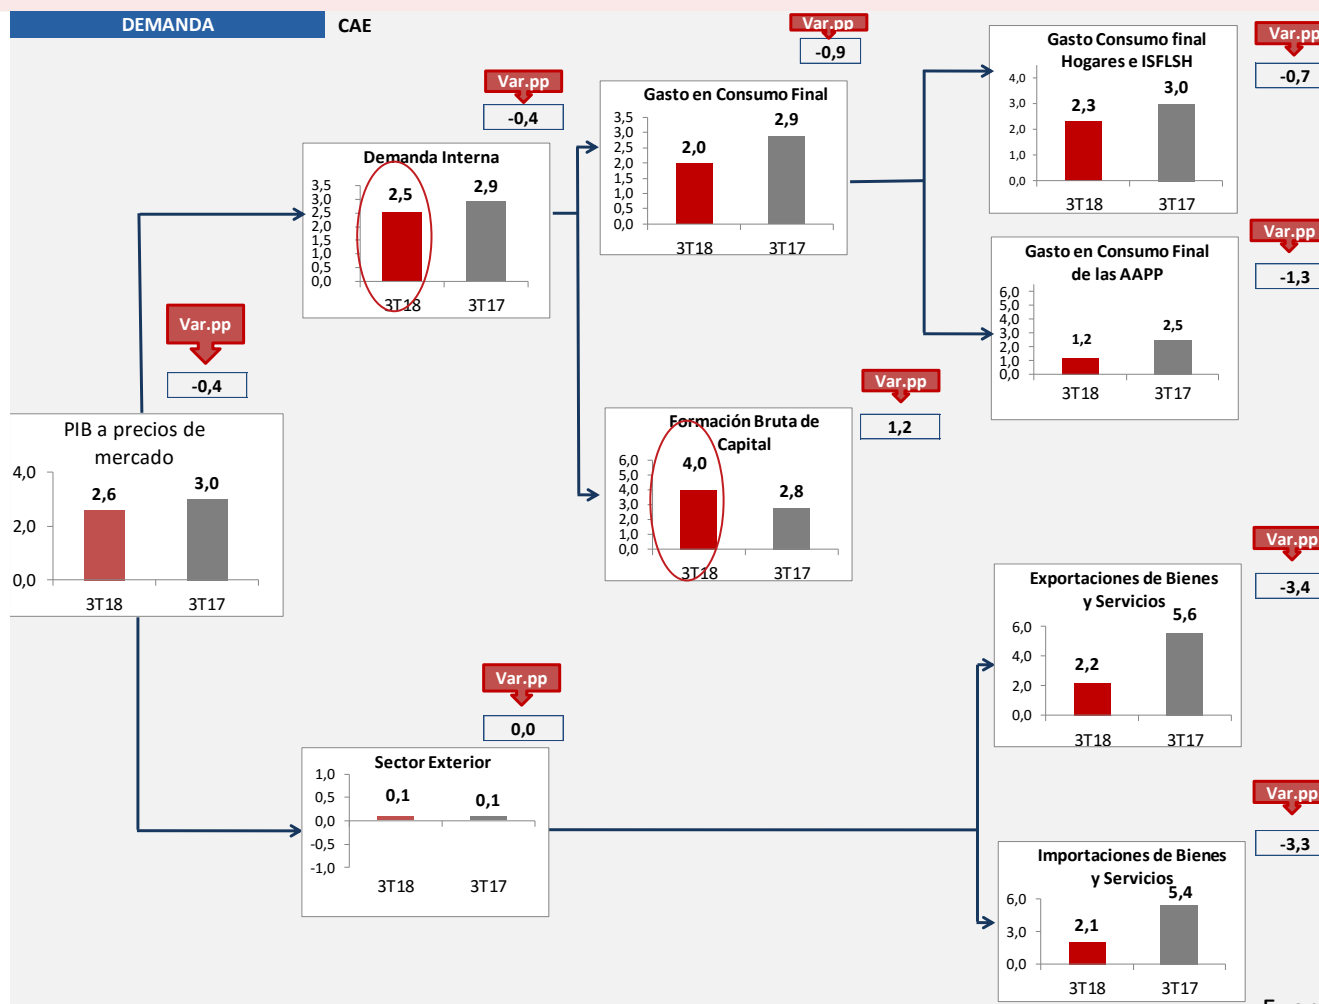 DEMANDA
CAE
Var.pp
-0,4
PIB a precios de
mercado
4,0
2,0
0,0
2,6
3,0
3T18
3T17
Var.pp
-0,4
Demanda Interna
3,5
3,0
2,5
2,0
1,5
1,0
0,5
0,0
2,5
2,9
3T18
3T17
Var.pp
-0,9
Gasto en Consumo Final
3,5
3,0
2,5
2,0
1,5
1,0
0,5
0,0
2,0
2,9
3T18
3T17
Var.pp
-0,7
Gasto Consumo final
Hogares e ISFLSH
4,0
3,0
2,0
1,0
0,0
2,3
3,0
3T18
3T17
Var.pp
-1,3
Gasto en Consumo Final
de las AAPP
6,0
5,0
4,0
3,0
2,0
1,0
0,0
1,2
2,5
3T18
3T17
Var.pp
1,2
Formación Bruta de
Capital
6,0
5,0
4,0
3,0
2,0
1,0
0,0
4,0
2,8
3T18
3T17
Var.pp
0,0
Sector Exterior
1,0
0,5
0,0
-0,5
-1,0
0,1
0,1
3T18
3T17
Var.pp
-3,4
Exportaciones de Bienes
y Servicios
6,0
4,0
2,0
0,0
2,2
5,6
3T18
3T17
Var.pp
-3,3
Importaciones de Bienes
y Servicios
6,0
3,0
0,0
2,1
5,4
3T18
3T17